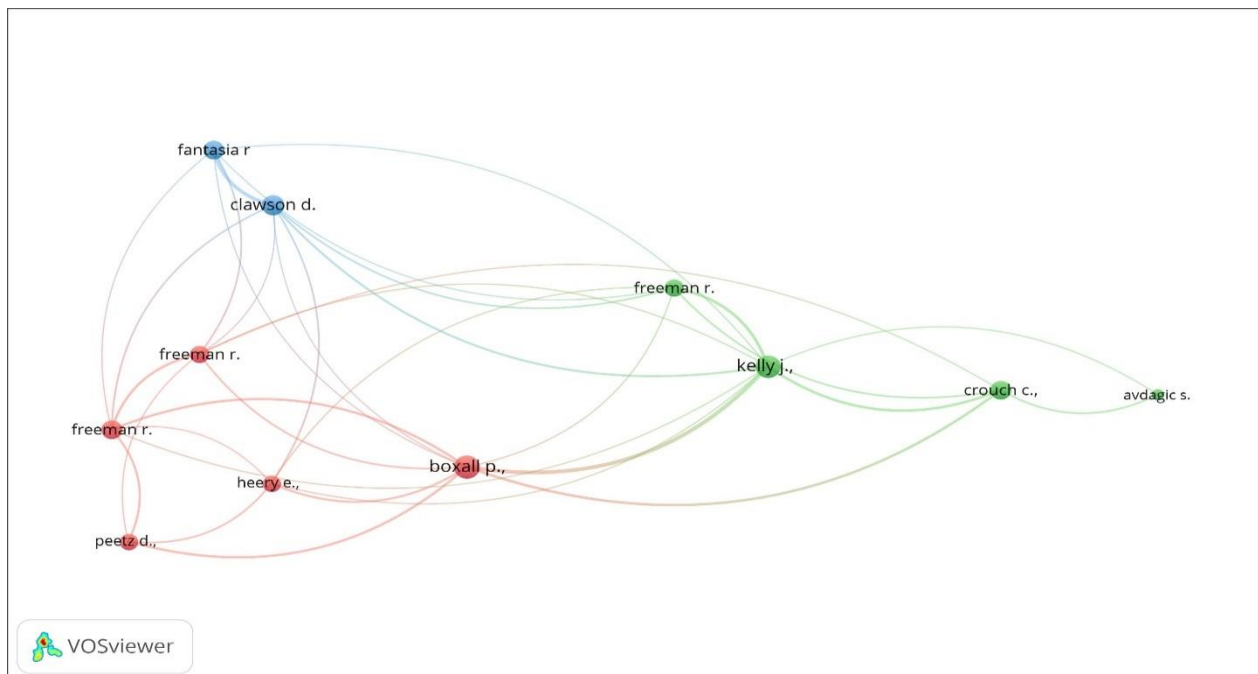 fantasia r
clawson d.
freeman r.
freeman r.
kelly j.,
crouch c.,
avdagic s.
freeman r.
boxall p.,
heery e.,
peetz d.,
VOSviewer